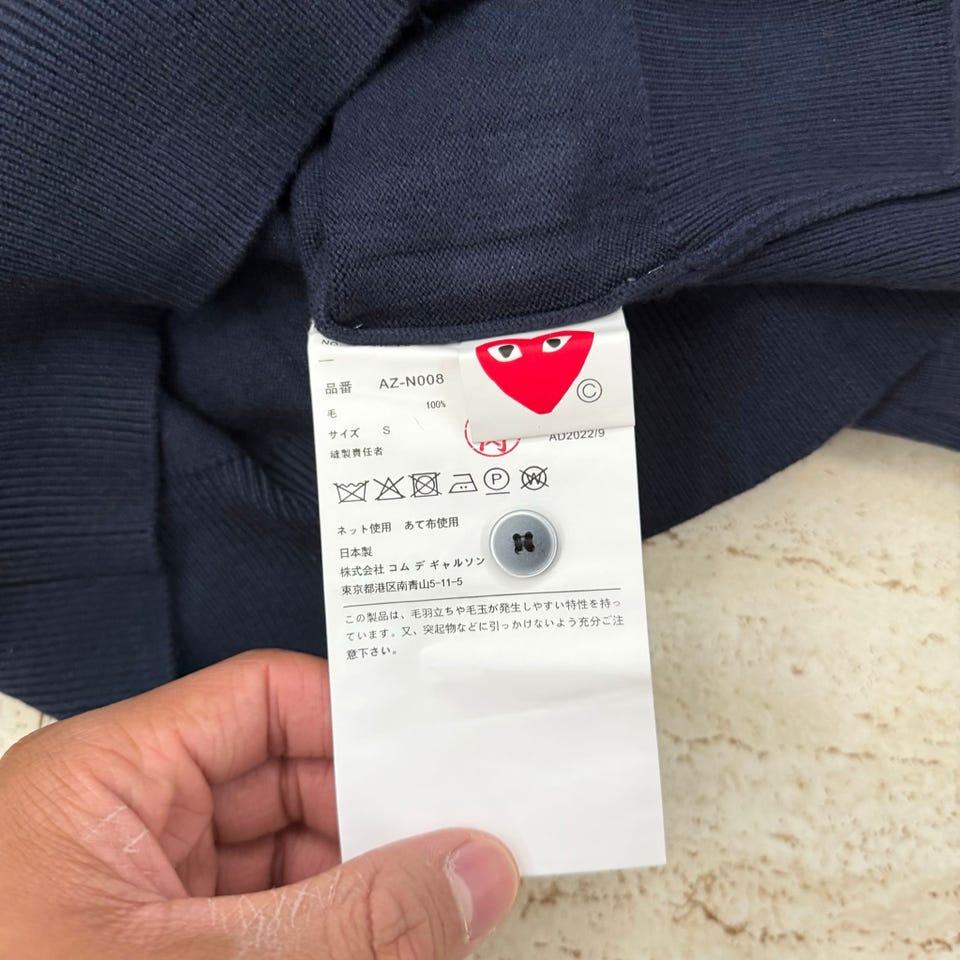 品番 AZ-N008
毛 100%
サイズ S
縫製責任者
AD2022/9
P
W
ネット使用 あて布使用
日本製
株式会社 コム デ ギャルソン
東京都港区南青山5-11-5
この製品は、毛羽立ちや毛玉が発生しやすい特性を持っ
ています。又、突起物などに引っかけないよう充分ご注
意下さい。
©